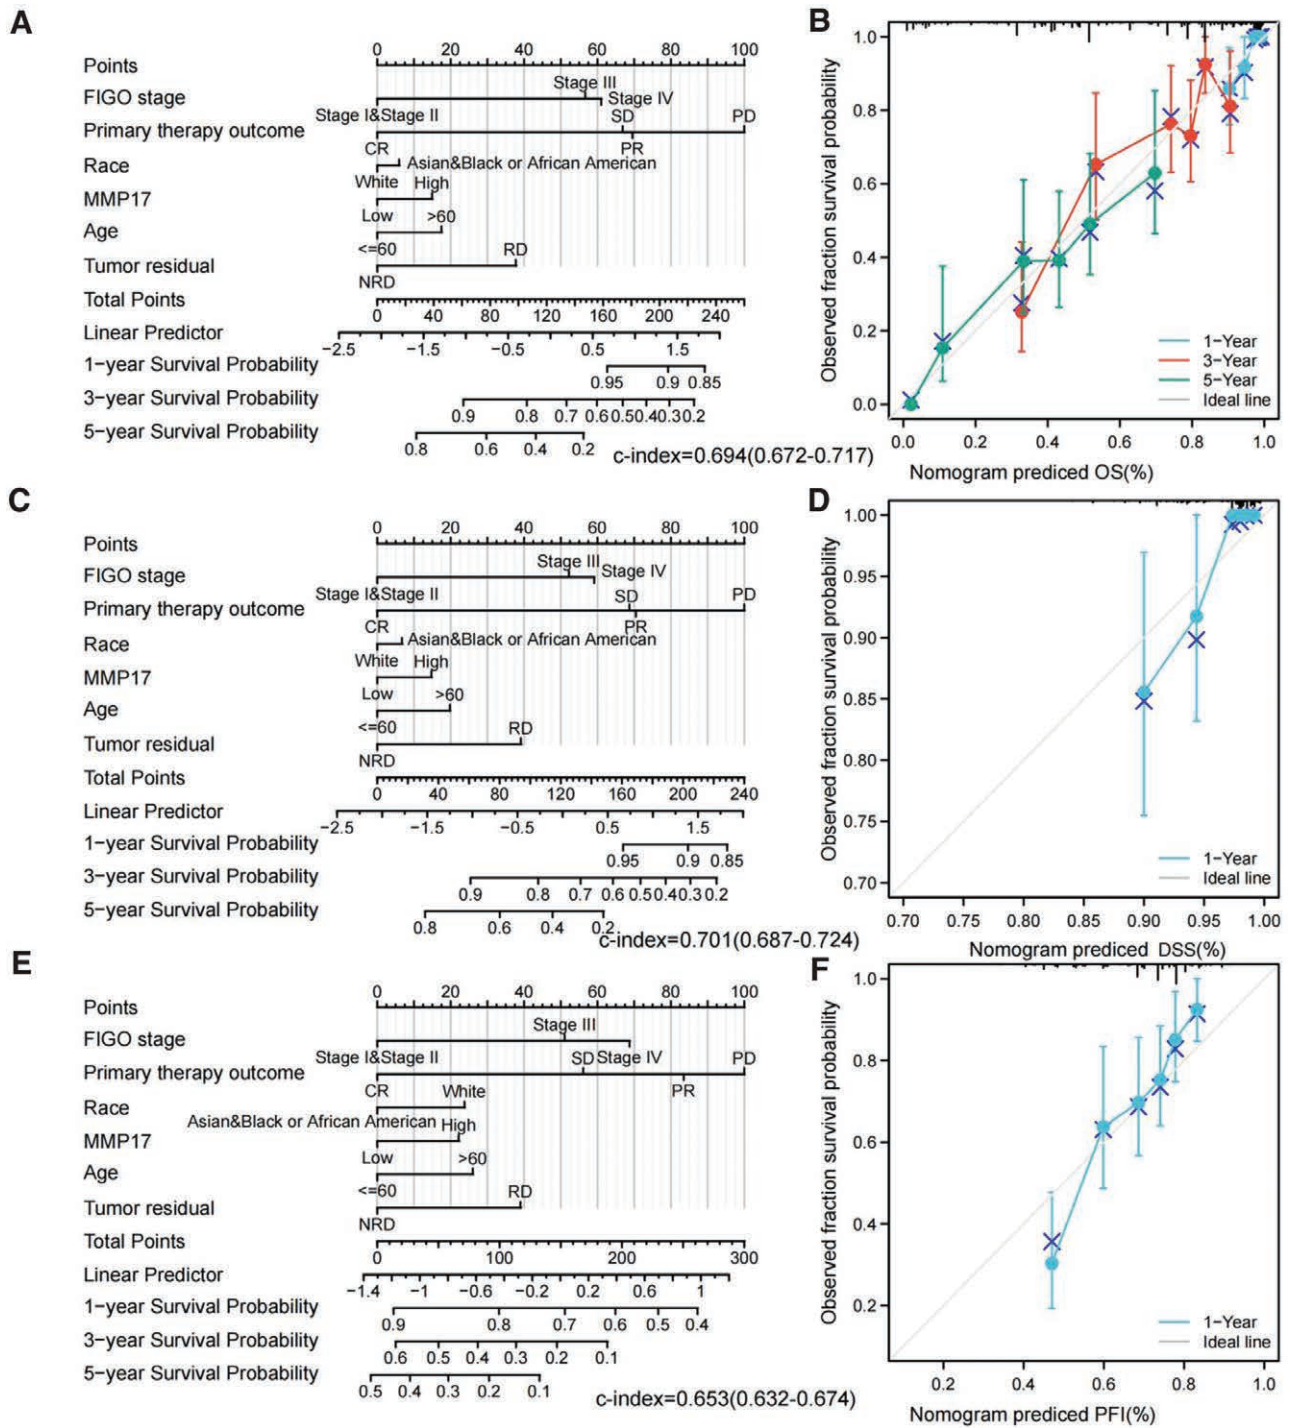 A
0 20 40 60 80 100
Points
Stage III
FIGO stage
Stage IV
Stage I&Stage II
SD
PD
Primary therapy outcome
CR
PR
Race
Asian&Black or African American
White
High
MMP17
Low
>60
Age
<=60
RD
Tumor residual
NRD
Total Points
0 40 80 120 160 200 240
Linear Predictor
−2.5 −1.5 −0.5 0.5 1.5
1−year Survival Probability
0.95 0.9 0.85
3−year Survival Probability
0.9 0.8 0.7 0.6 0.5 0.4 0.3 0.2
5−year Survival Probability
0.8 0.6 0.4 0.2
c-index=0.694(0.672-0.717)
B
Observed fraction survival probability
1.0
0.8
0.6
0.4
0.2
0.0
1−Year
3−Year
5−Year
Ideal line
0.0 0.2 0.4 0.6 0.8 1.0
Nomogram prediced OS(%)
C
0 20 40 60 80 100
Points
Stage III
FIGO stage
Stage IV
Stage I&Stage II
SD
PD
Primary therapy outcome
CR
PR
Race
Asian&Black or African American
White
High
MMP17
Low
>60
Age
<=60
RD
Tumor residual
NRD
Total Points
0 40 80 120 160 200 240
Linear Predictor
−2.5 −1.5 −0.5 0.5 1.5
1−year Survival Probability
0.95 0.9 0.85
3−year Survival Probability
0.9 0.8 0.7 0.6 0.5 0.4 0.3 0.2
5−year Survival Probability
0.8 0.6 0.4 0.2
c-index=0.701(0.687-0.724)
D
Observed fraction survival probability
1.00
0.95
0.90
0.85
0.80
0.75
0.70
1−Year
Ideal line
0.70 0.75 0.80 0.85 0.90 0.95 1.00
Nomogram prediced DSS(%)
E
0 20 40 60 80 100
Points
Stage III
FIGO stage
Stage I&Stage II
SD
Stage IV
PD
Primary therapy outcome
CR
White
PR
Race
Asian&Black or African American
High
MMP17
Low
>60
Age
<=60
RD
Tumor residual
NRD
Total Points
0 100 200 300
Linear Predictor
−1.4 −1 −0.6 −0.2 0.2 0.6 1
1−year Survival Probability
0.9 0.8 0.7 0.6 0.5 0.4
3−year Survival Probability
0.6 0.5 0.4 0.3 0.2 0.1
5−year Survival Probability
0.5 0.4 0.3 0.2 0.1
c-index=0.653(0.632-0.674)
F
Observed fraction survival probability
1.0
0.8
0.6
0.4
0.2
1−Year
Ideal line
0.2 0.4 0.6 0.8 1.0
Nomogram prediced PFI(%)